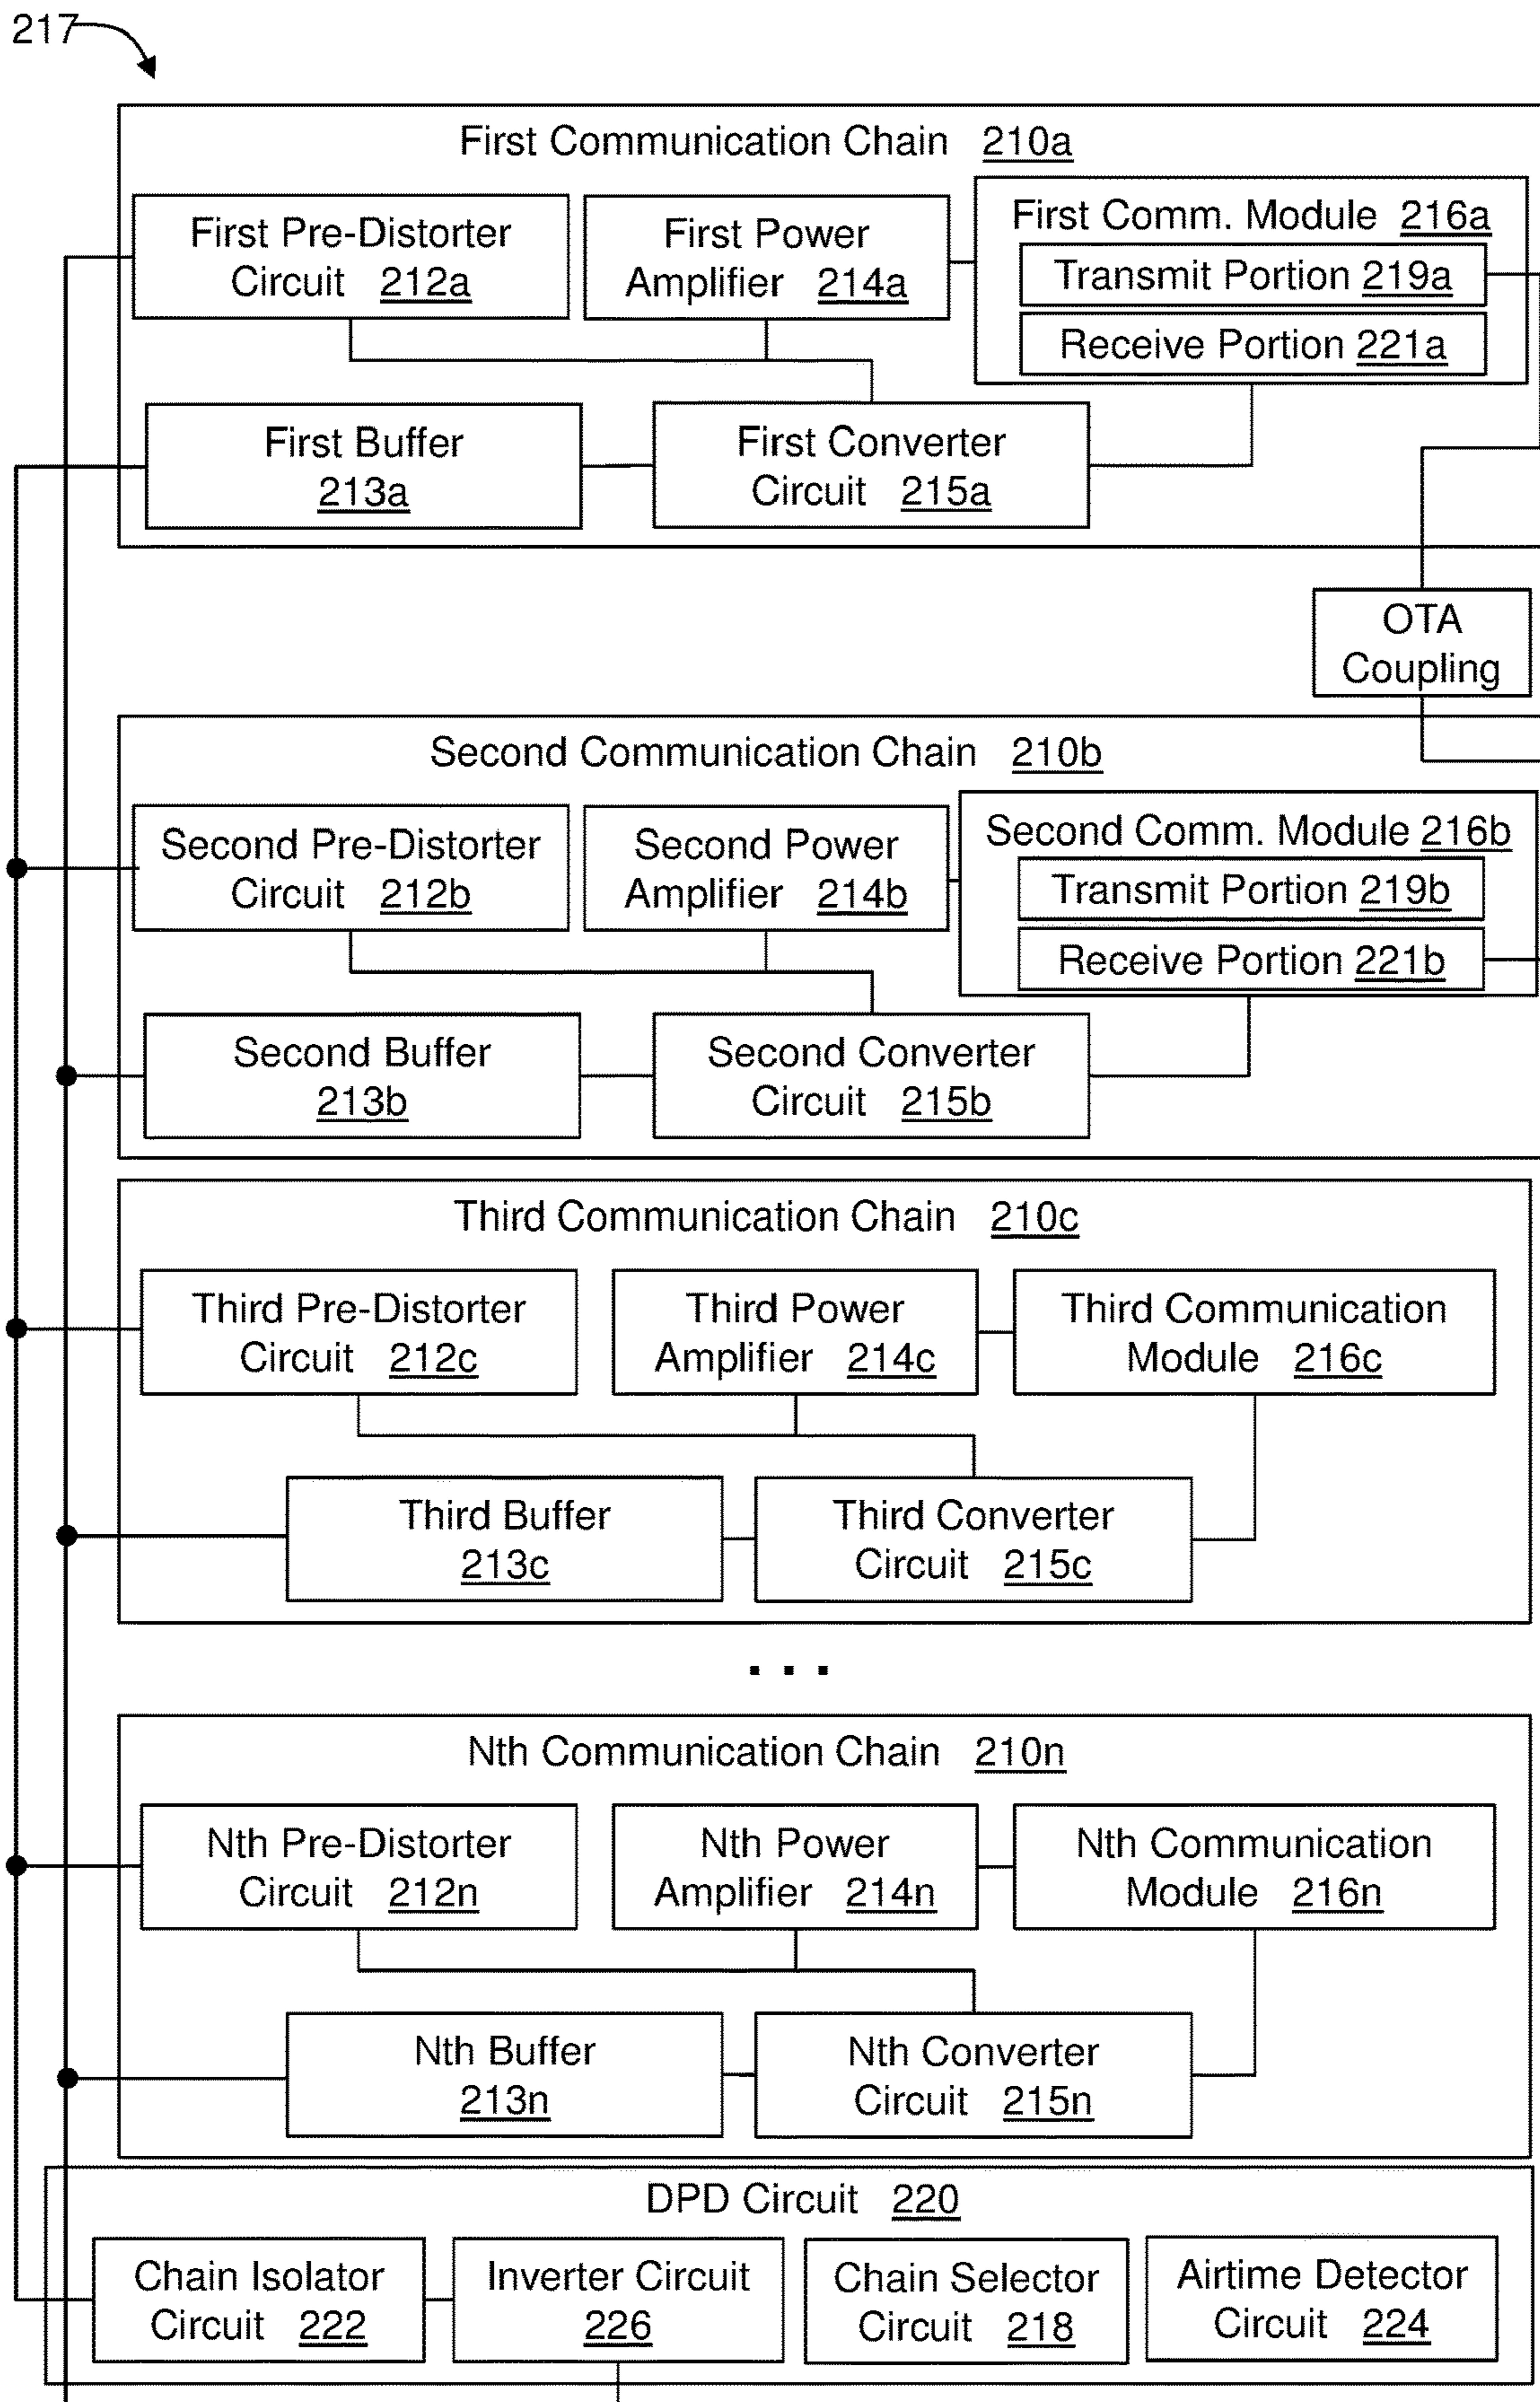 217
First Communication Chain 210a
First Pre-Distorter
Circuit 212a
First Power
Amplifier 214a
First Comm. Module 216a
Transmit Portion 219a
Receive Portion 221a
First Buffer
213a
First Converter
Circuit 215a
OTA
Coupling
Second Communication Chain 210b
Second Pre-Distorter
Circuit 212b
Second Power
Amplifier 214b
Second Comm. Module 216b
Transmit Portion 219b
Receive Portion 221b
Second Buffer
213b
Second Converter
Circuit 215b
Third Communication Chain 210c
Third Pre-Distorter
Circuit 212c
Third Power
Amplifier 214c
Third Communication
Module 216c
Third Buffer
213c
Third Converter
Circuit 215c
. . .
Nth Communication Chain 210n
Nth Pre-Distorter
Circuit 212n
Nth Power
Amplifier 214n
Nth Communication
Module 216n
Nth Buffer
213n
Nth Converter
Circuit 215n
DPD Circuit 220
Chain Isolator
Circuit 222
Inverter Circuit
226
Chain Selector
Circuit 218
Airtime Detector
Circuit 224